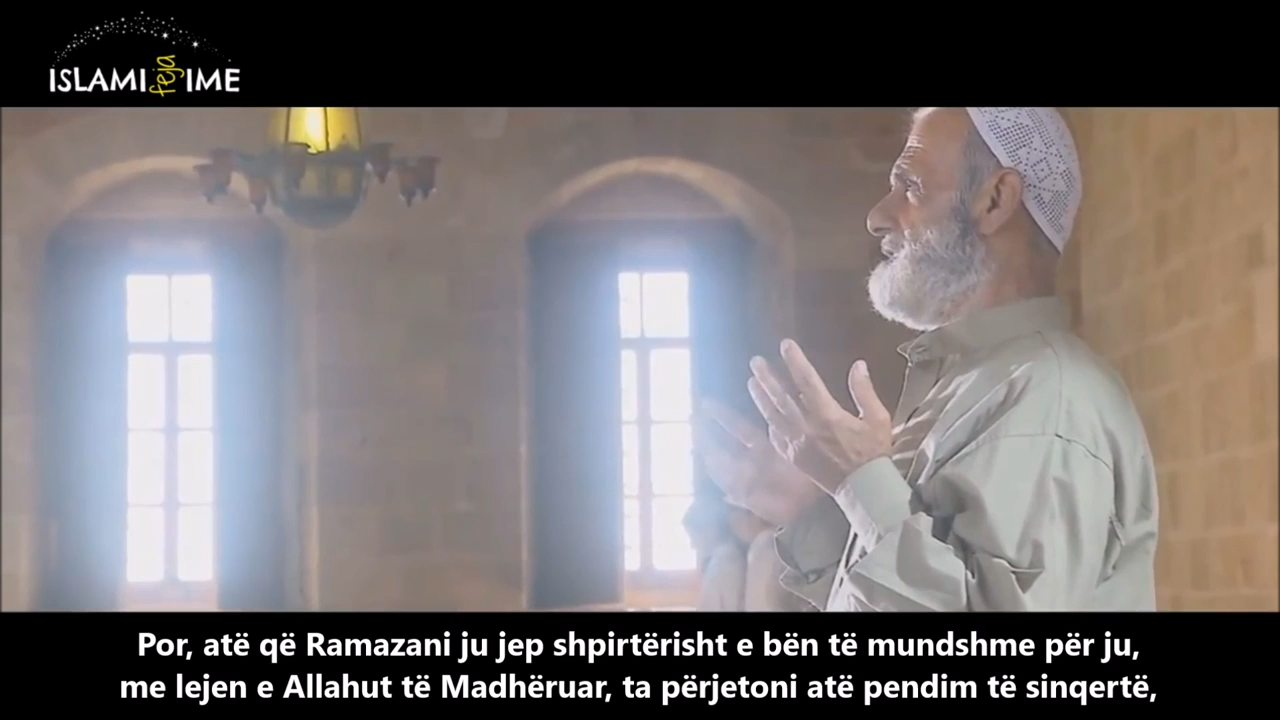 ISLAMI feja IME
Por, atë që Ramazani ju jep shpirtërisht e bën të mundshme për ju,
me lejen e Allahut të Madhëruar, ta përjetoni atë pendim të sinqertë,